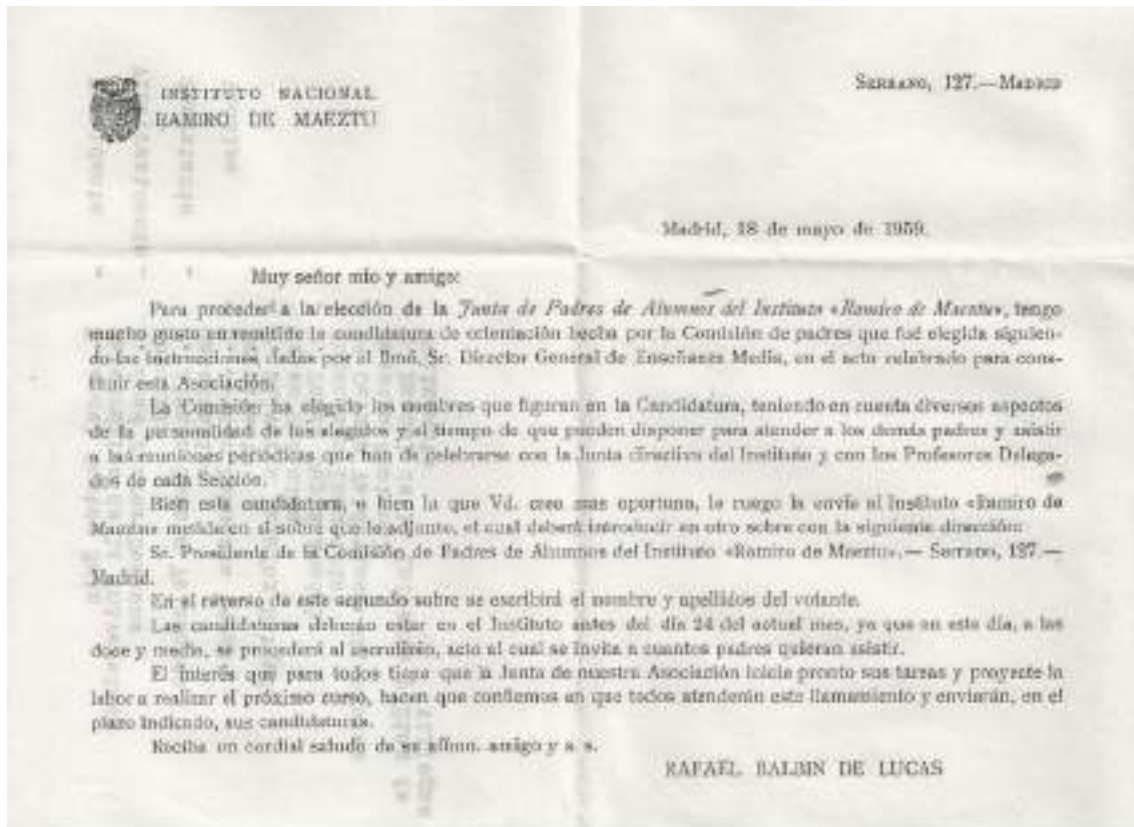 INSTITUTO NACIONAL
RAMIRO DE MAEZTU
SERRANO, 127.—MADRID
Madrid, 18 de mayo de 1959.
Muy señor mío y amigo:
Para proceder a la elección de la Junta de Padres de Alumnos del Instituto «Ramiro de Maeztu», tengo
mucho gusto en remitirle la candidatura de orientación hecha por la Comisión de padres que fué elegida siguien-
do las instrucciones dadas por el Ilmo. Sr. Director General de Enseñanza Media, en el acto celebrado para cons-
tituir esta Asociación.
La Comisión ha elegido los nombres que figuran en la Candidatura, teniendo en cuenta diversos aspectos
de la personalidad de los elegidos y el tiempo de que pueden disponer para atender a los demás padres y asistir
a las reuniones periódicas que han de celebrarse con la Junta directiva del Instituto y con los Profesores Delega-
dos de cada Sección.
Bien esta candidatura, o bien la que Vd. crea mas oportuna, le ruego la envíe al Instituto «Ramiro de
Maeztu» metida en el sobre que le adjunto, el cual deberá introducir en otro sobre con la siguiente dirección:
Sr. Presidente de la Comisión de Padres de Alumnos del Instituto «Ramiro de Maeztu».— Serrano, 127.—
Madrid.
En el reverso de este segundo sobre se escribirá el nombre y apellidos del votante.
Las candidaturas deberán estar en el Instituto antes del día 24 del actual mes, ya que en este día, a las
doce y media, se procederá al escrutinio, acto al cual se invita a cuantos padres quieran asistir.
El interés que para todos tiene que la Junta de nuestra Asociación inicie pronto sus tareas y proyecte la
labor a realizar el próximo curso, hacen que confiemos en que todos atenderán este llamamiento y enviarán, en el
plazo indicado, sus candidaturas.
Reciba un cordial saludo de su affmo. amigo y s. s.
RAFAEL BALBIN DE LUCAS